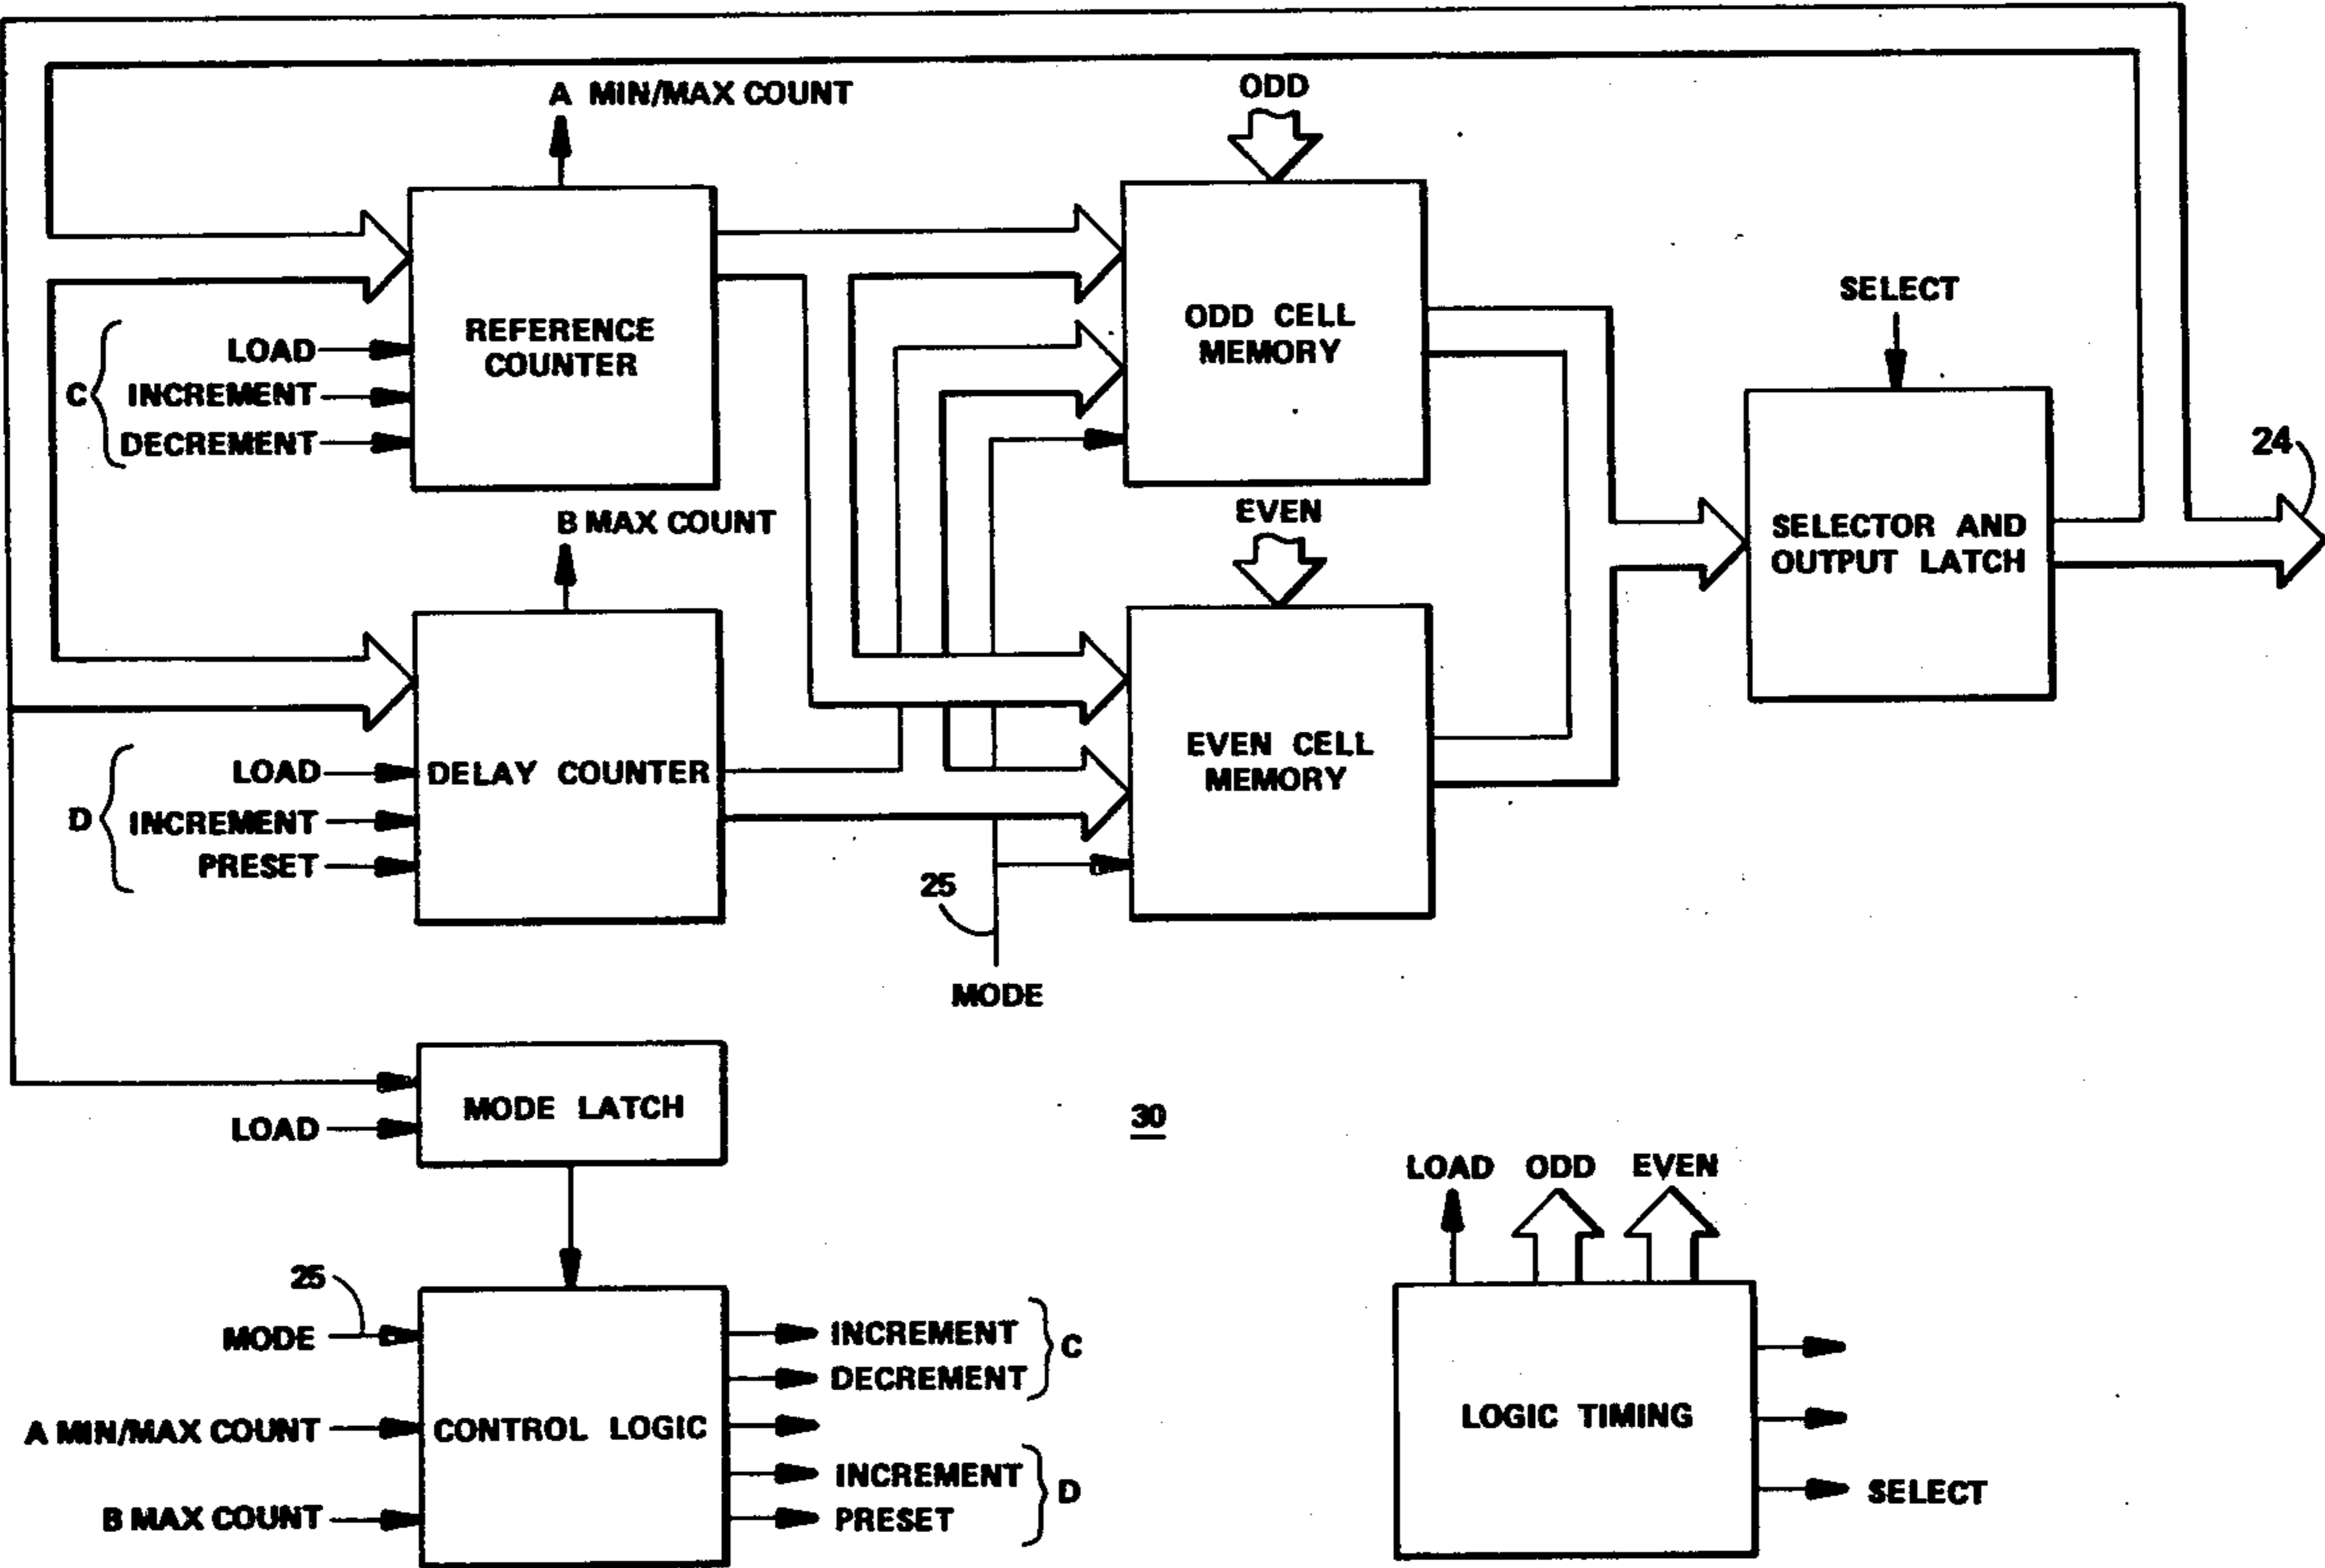 A MIN/MAX COUNT
ODD
REFERENCE
COUNTER
C
LOAD
INCREMENT
DECREMENT
ODD CELL
MEMORY
SELECT
24
SELECTOR AND
OUTPUT LATCH
B MAX COUNT
EVEN
DELAY COUNTER
D
LOAD
INCREMENT
PRESET
EVEN CELL
MEMORY
25
MODE
MODE LATCH
LOAD
30
LOAD ODD EVEN
25
MODE
A MIN/MAX COUNT
B MAX COUNT
CONTROL LOGIC
INCREMENT
DECREMENT
C
INCREMENT
PRESET
D
LOGIC TIMING
SELECT